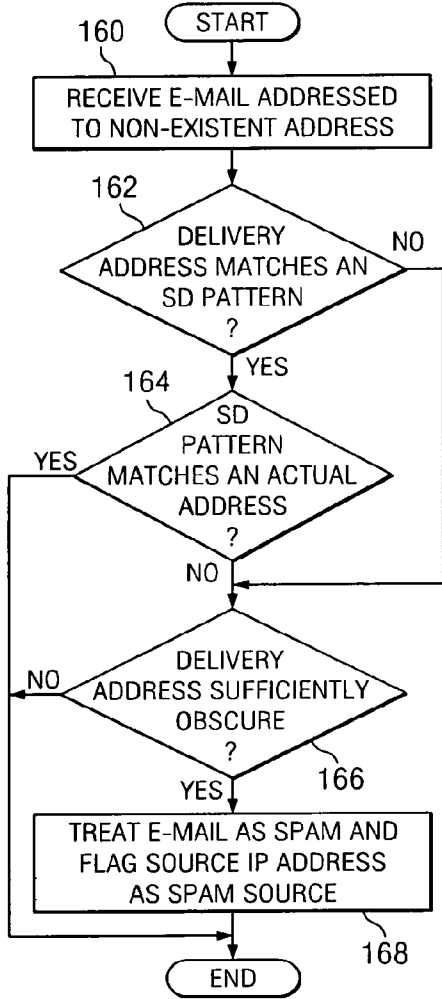 START
160
RECEIVE E-MAIL ADDRESSED
TO NON-EXISTENT ADDRESS
162
DELIVERY
ADDRESS MATCHES AN
SD PATTERN
?
NO
YES
164
SD
PATTERN
MATCHES AN ACTUAL
ADDRESS
?
YES
NO
DELIVERY
ADDRESS SUFFICIENTLY
OBSCURE
?
NO
166
YES
TREAT E-MAIL AS SPAM AND
FLAG SOURCE IP ADDRESS
AS SPAM SOURCE
168
END